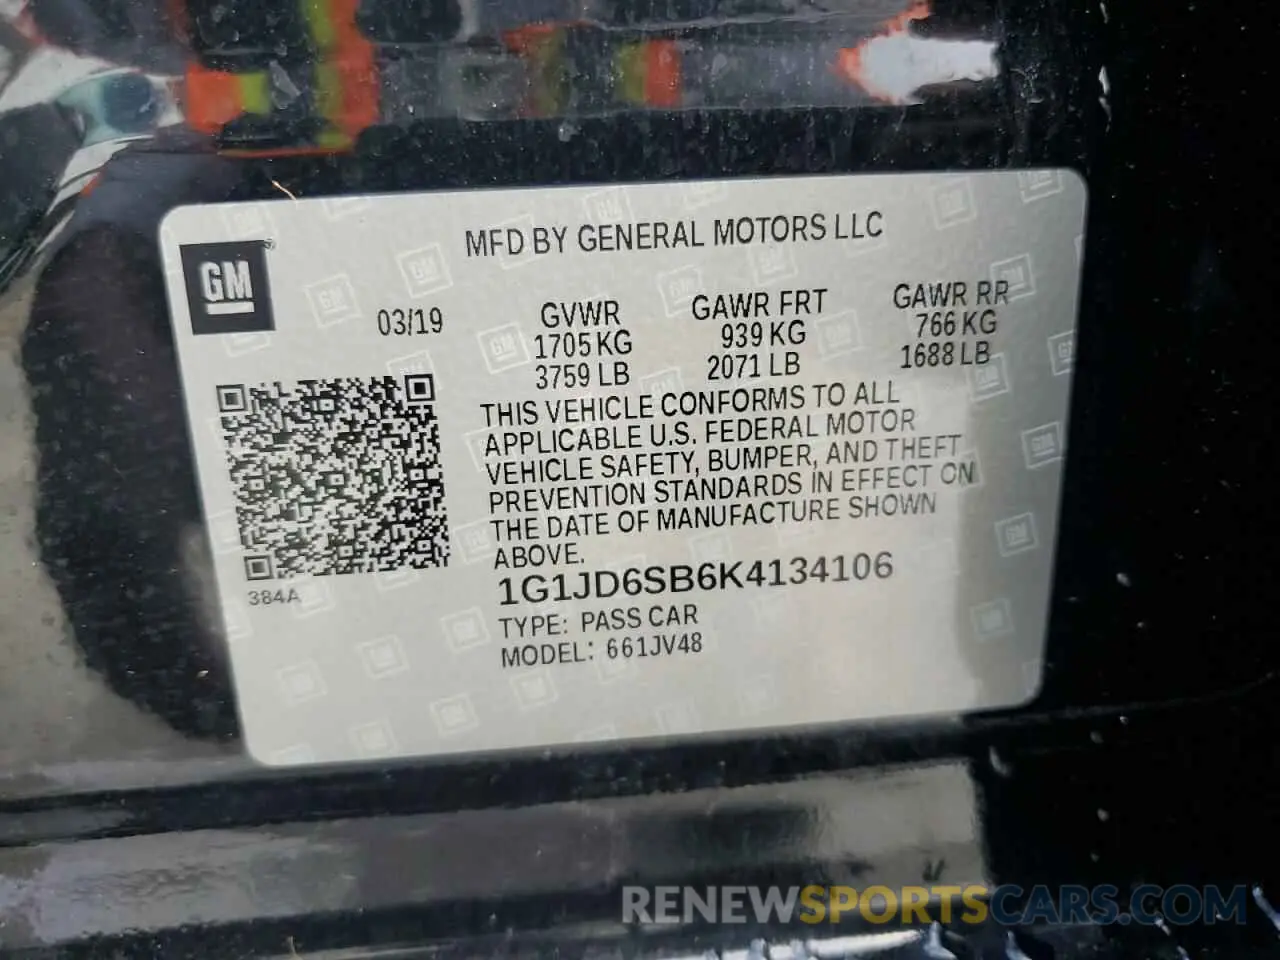 MFD BY GENERAL MOTORS LLC
GM
03/19
GVWR
1705 KG
3759 LB
GAWR FRT
939 KG
2071 LB
GAWR RR
766 KG
1688 LB
THIS VEHICLE CONFORMS TO ALL
APPLICABLE U.S. FEDERAL MOTOR
VEHICLE SAFETY, BUMPER, AND THEFT
PREVENTION STANDARDS IN EFFECT ON
THE DATE OF MANUFACTURE SHOWN
ABOVE.
384A
1G1JD6SB6K4134106
TYPE: PASS CAR
MODEL: 661JV48
RENEWSPORTSCARS.COM